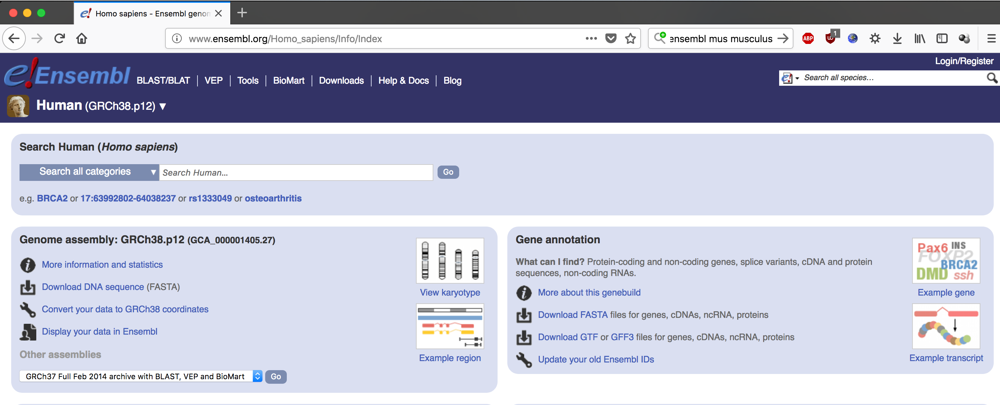 Homo sapiens - Ensembl genom
www.ensembl.org/Homo_sapiens/Info/Index
ensembl mus musculus
ABP
1
Login/Register
e!Ensembl BLAST/BLAT | VEP | Tools | BioMart | Downloads | Help & Docs | Blog
Search all species...
Human (GRCh38.p12) ▼
Search Human (Homo sapiens)
Search all categories ▼ Search Human... Go
e.g. BRCA2 or 17:63992802-64038237 or rs1333049 or osteoarthritis
Genome assembly: GRCh38.p12 (GCA_000001405.27)
More information and statistics
Download DNA sequence (FASTA)
Convert your data to GRCh38 coordinates
Display your data in Ensembl
Other assemblies
GRCh37 Full Feb 2014 archive with BLAST, VEP and BioMart Go
View karyotype
Example region
Gene annotation
What can I find? Protein-coding and non-coding genes, splice variants, cDNA and protein
sequences, non-coding RNAs.
More about this genebuild
Download FASTA files for genes, cDNAs, ncRNA, proteins
Download GTF or GFF3 files for genes, cDNAs, ncRNA, proteins
Update your old Ensembl IDs
Pax6 INS
FOXP2
BRCA2
DMD ssh
Example gene
Example transcript